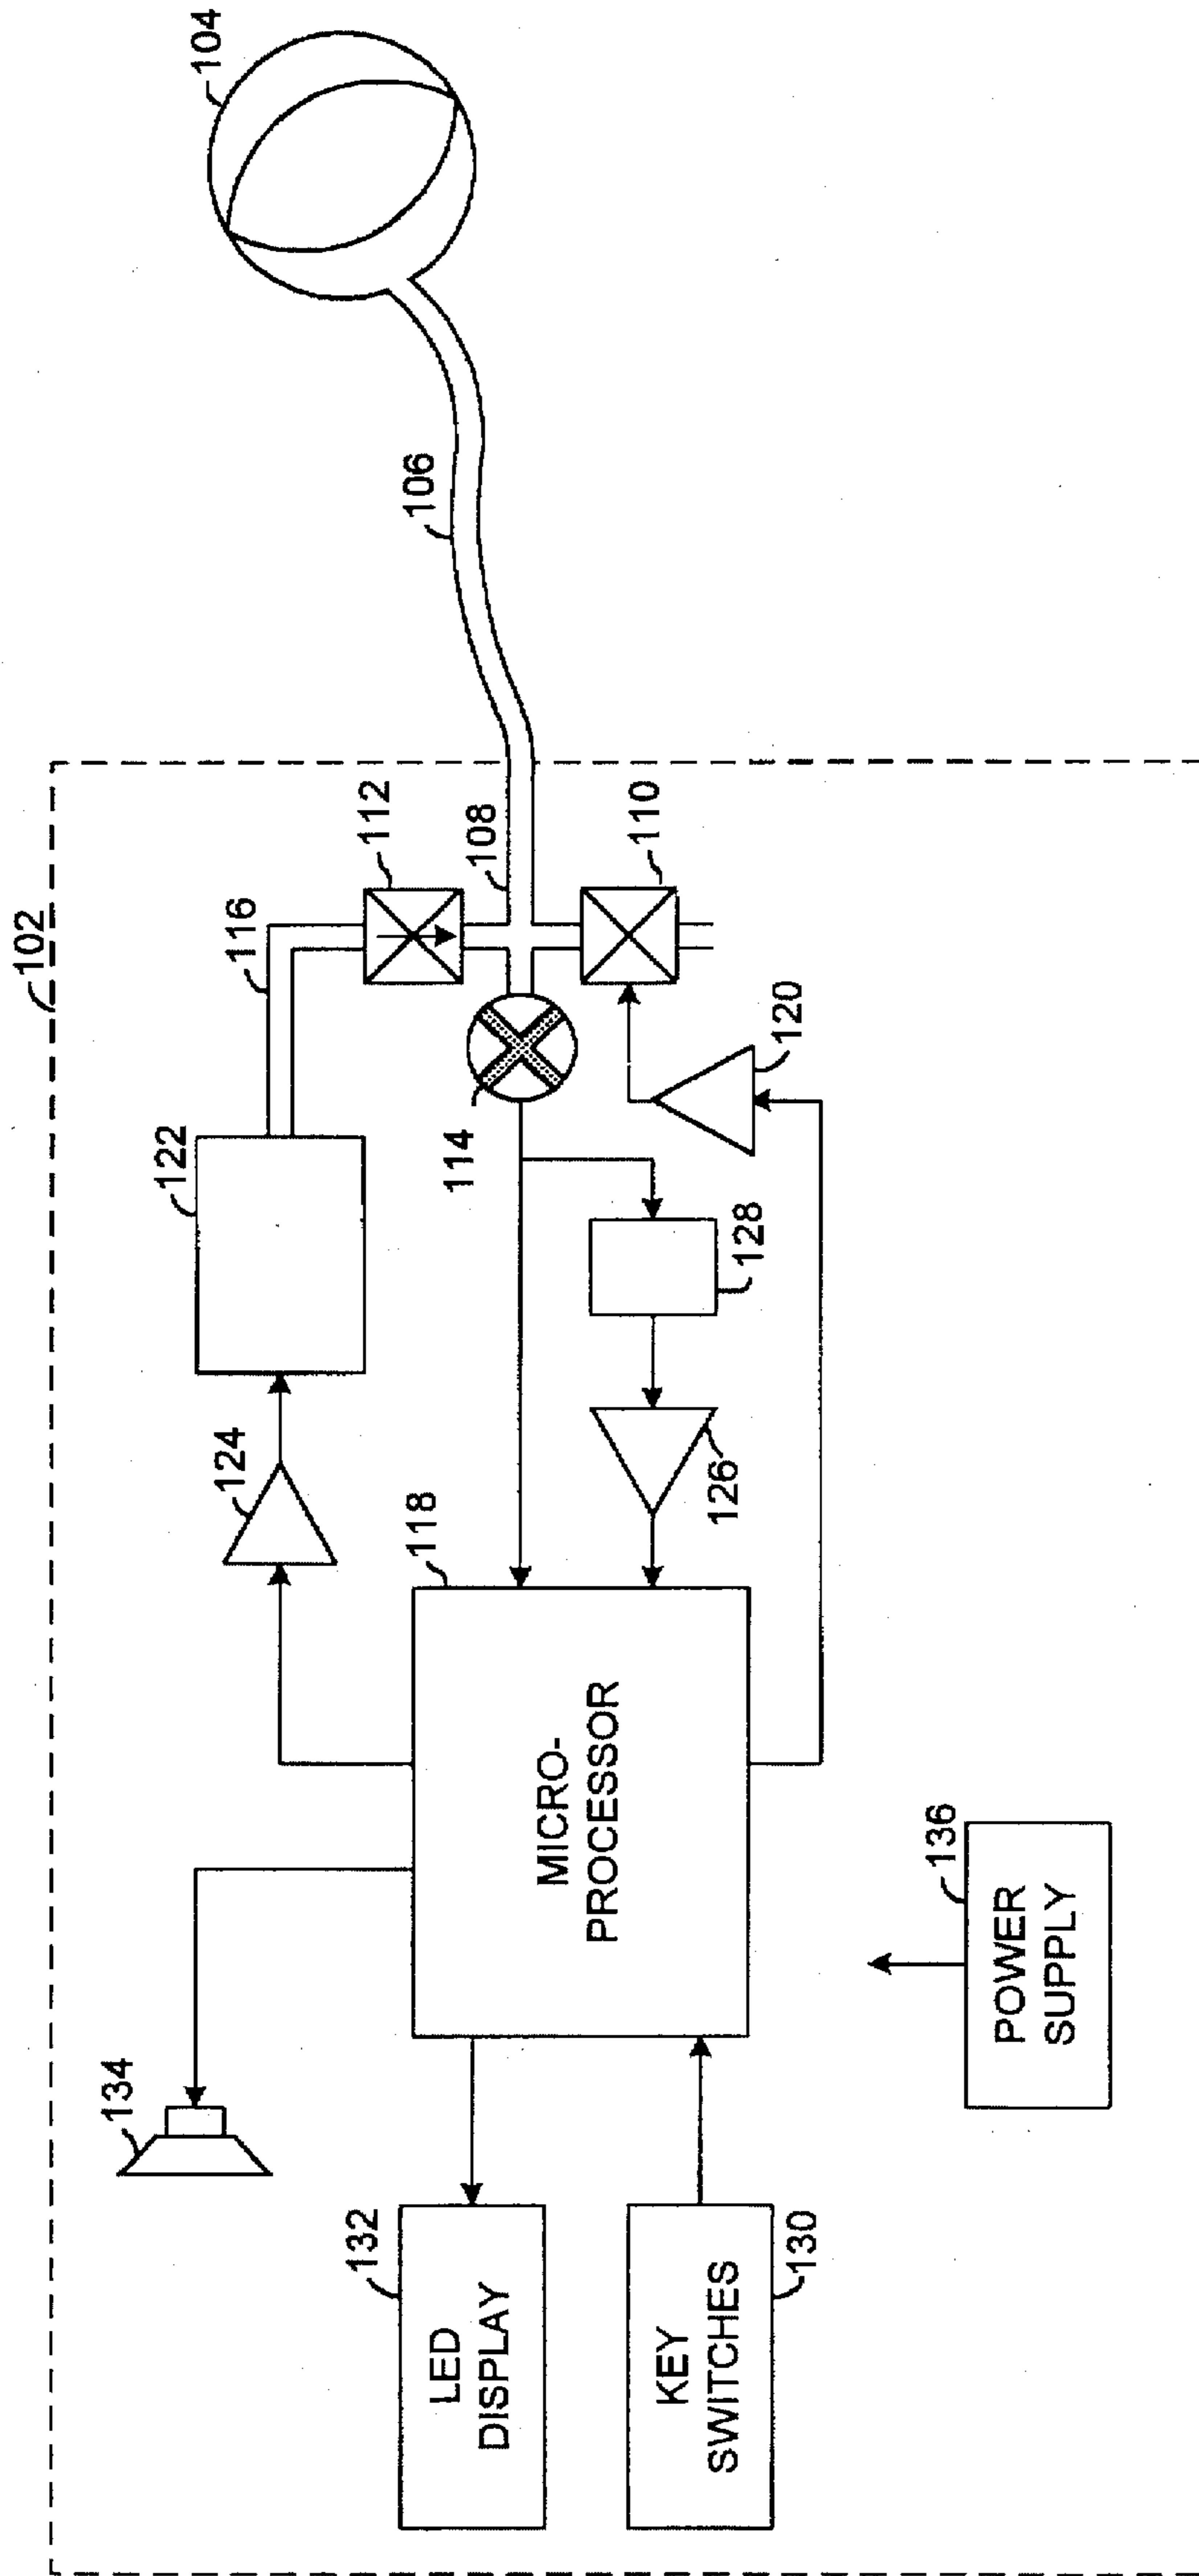 102
104
106
108
110
112
114
116
118
120
122
124
126
128
MICRO-
PROCESSOR
134
132
LED
DISPLAY
130
KEY
SWITCHES
136
POWER
SUPPLY